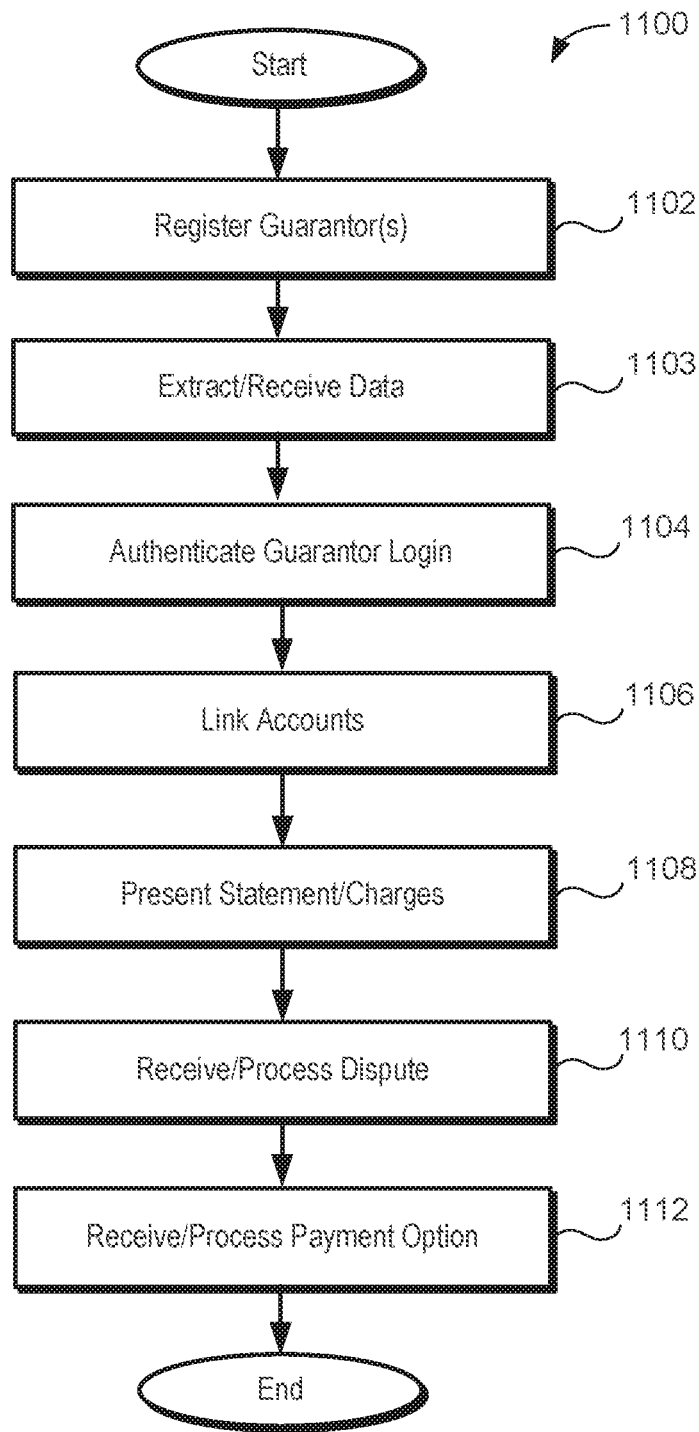 1100
Start
Register Guarantor(s)
1102
Extract/Receive Data
1103
Authenticate Guarantor Login
1104
Link Accounts
1106
Present Statement/Charges
1108
Receive/Process Dispute
1110
Receive/Process Payment Option
1112
End